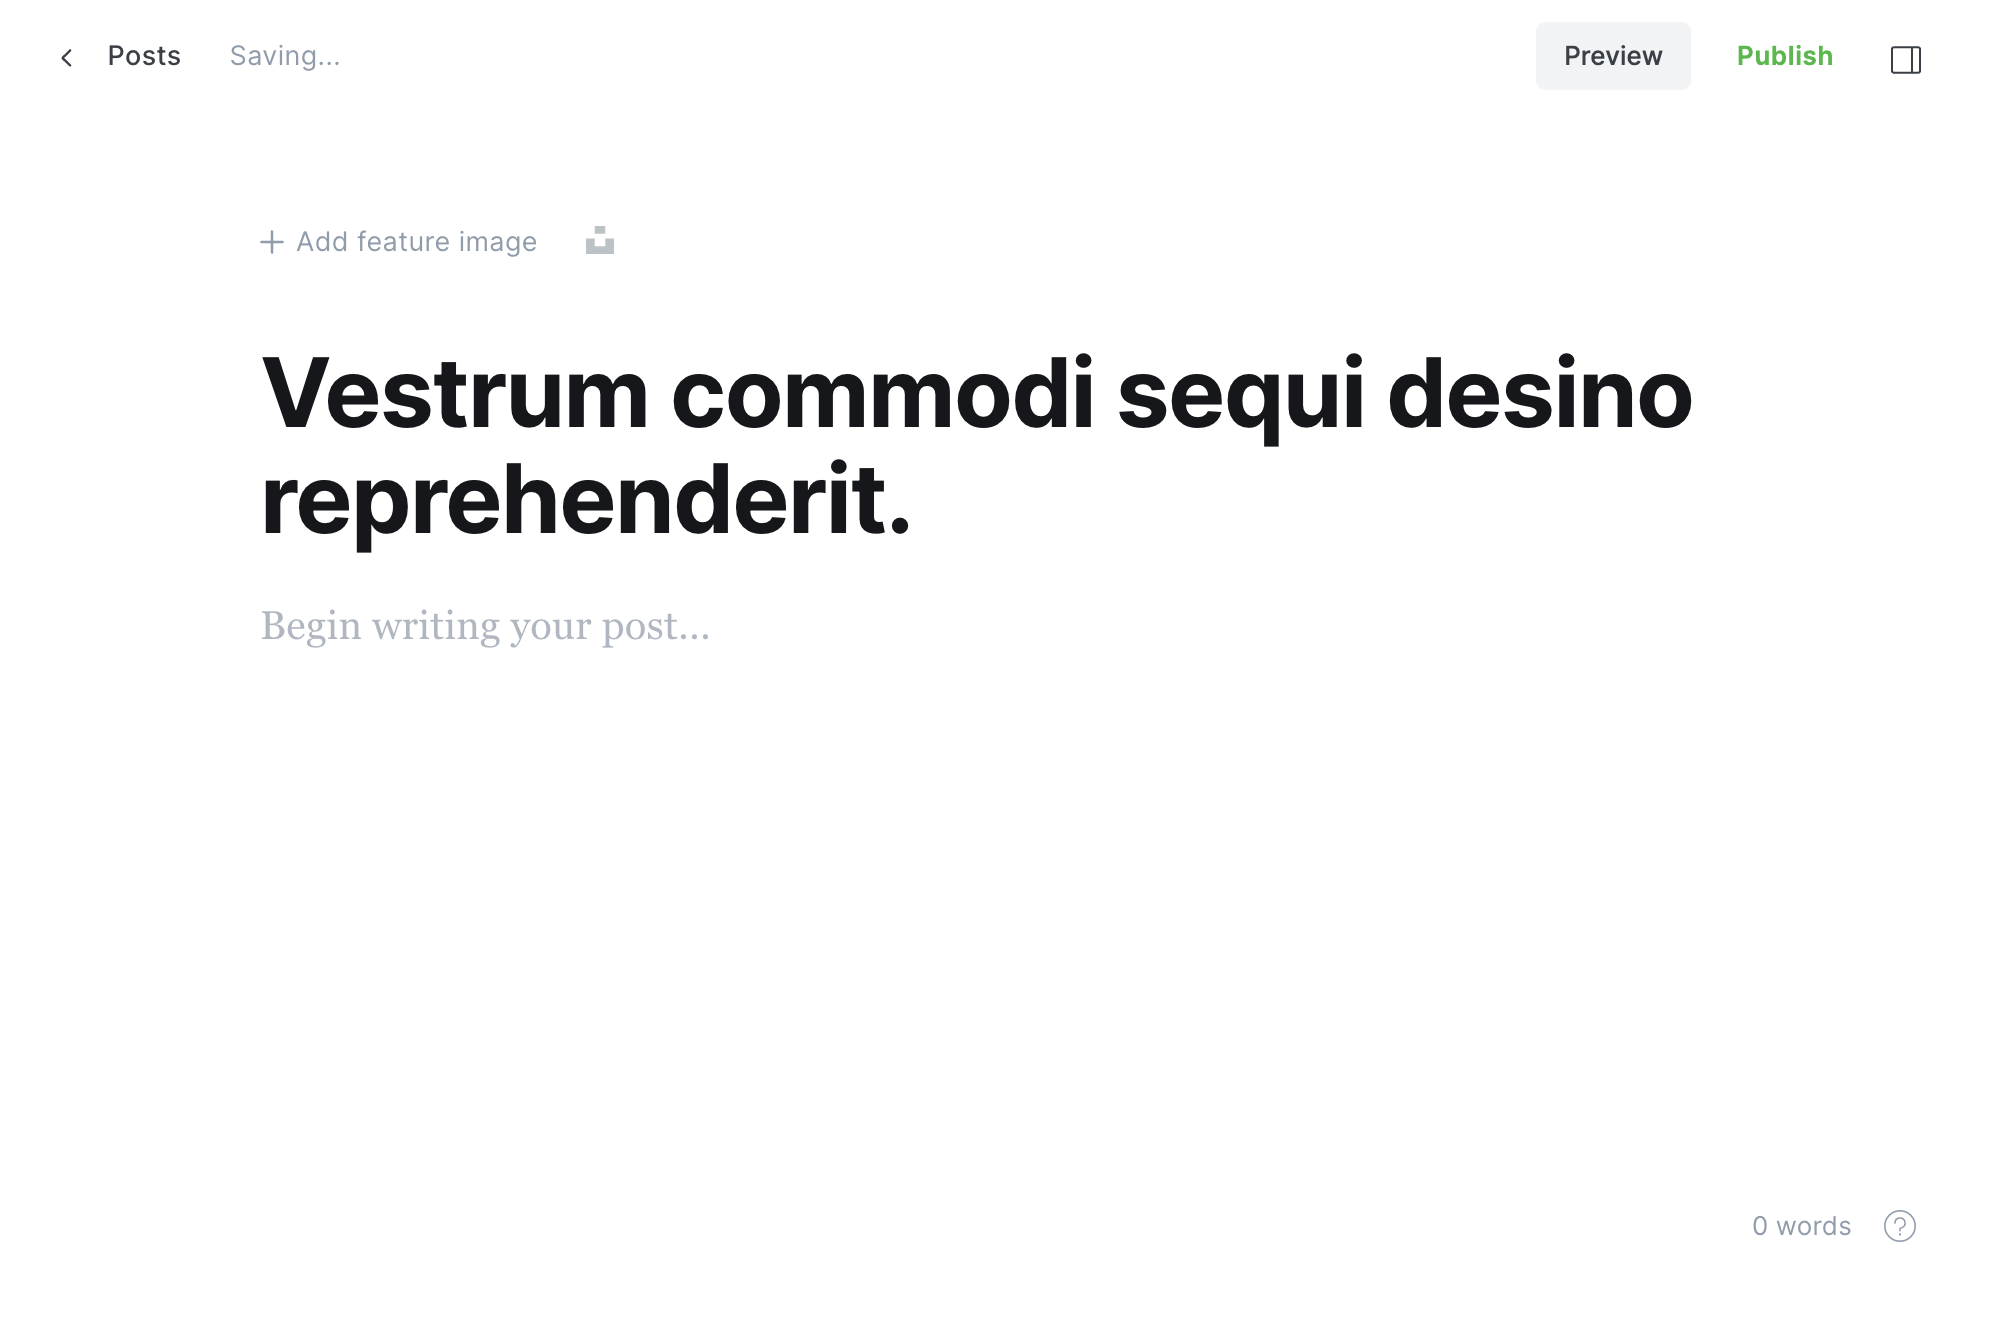 Posts
Saving...
Preview
Publish
Add feature image
Vestrum commodi sequi desino
reprehenderit.
Begin writing your post...
0 words
?